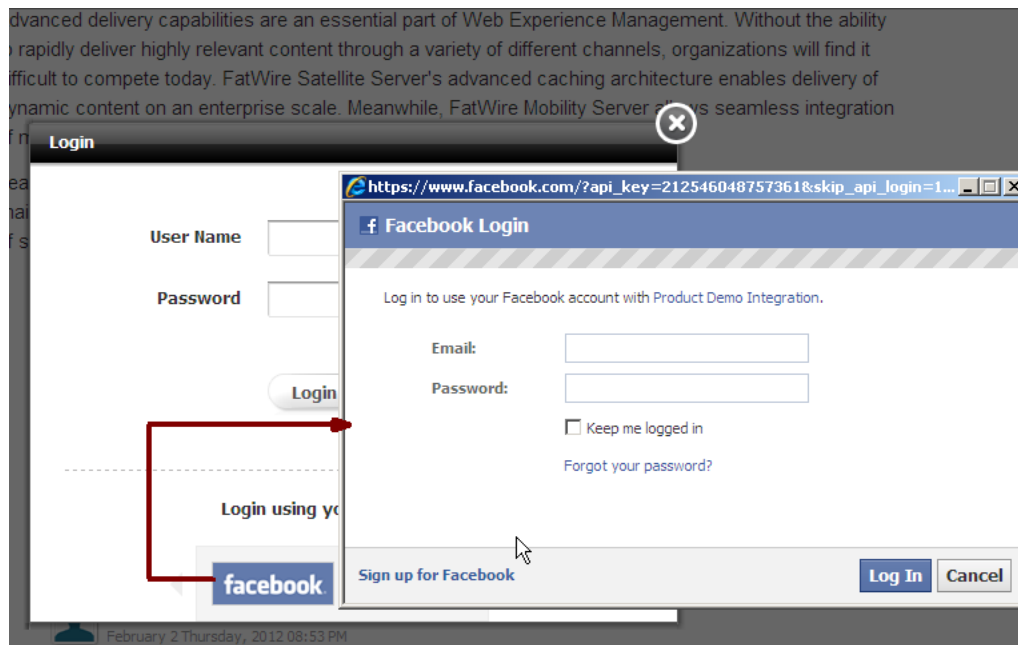 dvanced delivery capabilities are an essential part of Web Experience Management. Without the ability
rapidly deliver highly relevant content through a variety of different channels, organizations will find it
ifficult to compete today. FatWire Satellite Server's advanced caching architecture enables delivery of
ynamic content on an enterprise scale. Meanwhile, FatWire Mobility Server a ws seamless integration
Login
https://www.facebook.com/?api_key=212546048757361&skip_api_login=1...
f Facebook Login
User Name
Log in to use your Facebook account with Product Demo Integration.
Password
Email:
Password:
Login
Keep me logged in
Forgot your password?
Login using yo
Sign up for Facebook
Log In Cancel
facebook
February 2 Thursday, 2012 08:53 PM